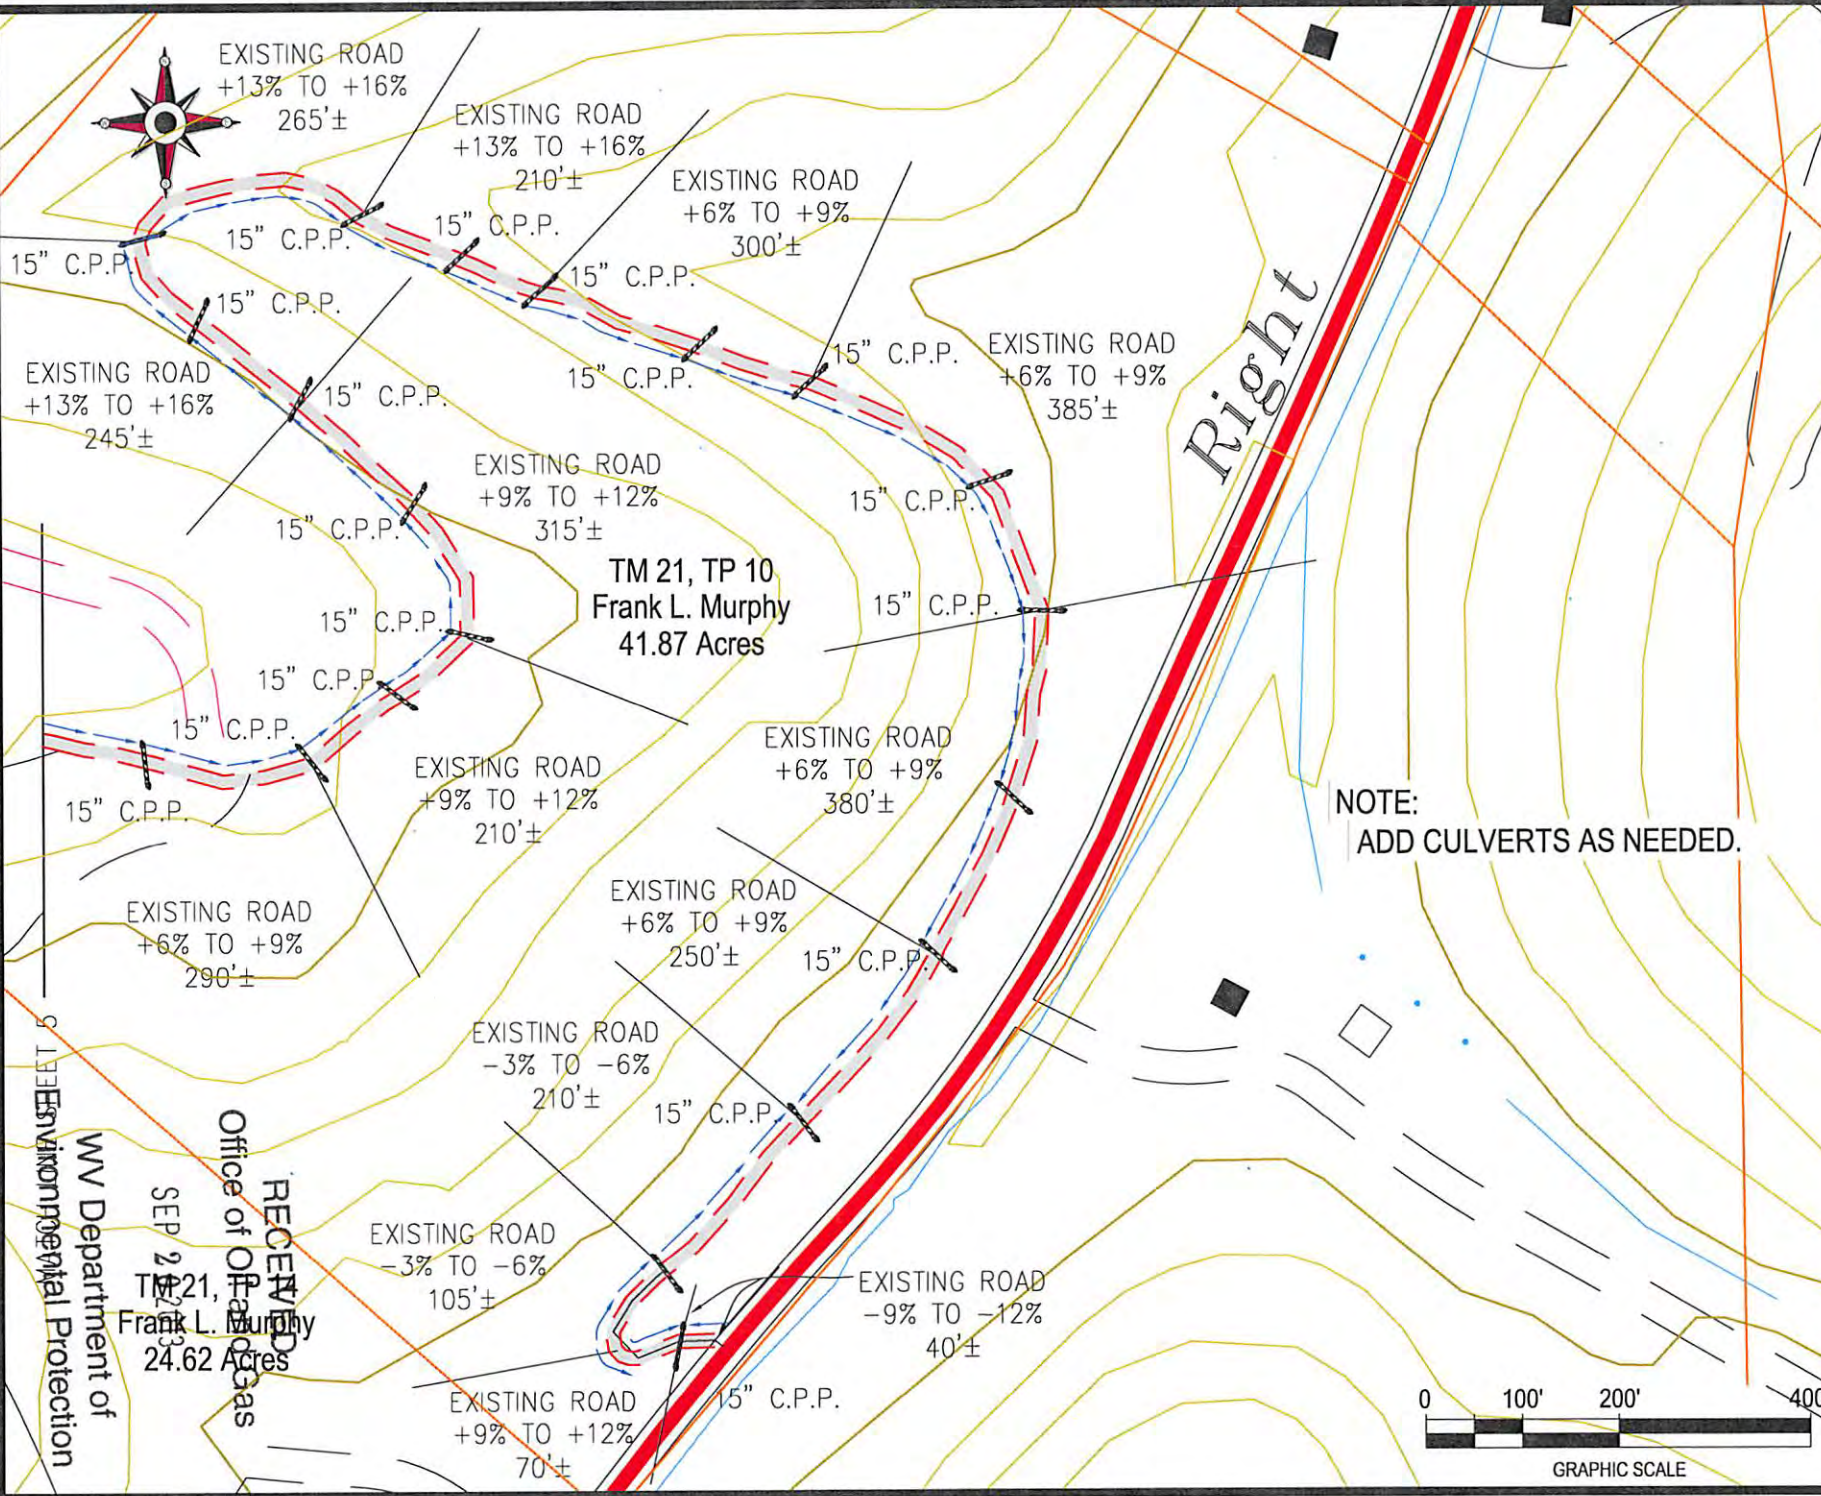 EXISTING ROAD
+13% TO +16%
265'±
EXISTING ROAD
+13% TO +16%
210'±
EXISTING ROAD
+6% TO +9%
300'±
15" C.P.P.
15" C.P.P.
15" C.P.P.
15" C.P.P.
15" C.P.P.
EXISTING ROAD
+6% TO +9%
385'±
Right
15" C.P.P.
15" C.P.P.
15" C.P.P.
EXISTING ROAD
+13% TO +16%
245'±
EXISTING ROAD
+9% TO +12%
315'±
15" C.P.P.
15" C.P.P.
TM 21, TP 10
Frank L. Murphy
41.87 Acres
15" C.P.P.
15" C.P.P.
15" C.P.P.
15" C.P.P.
15" C.P.P.
EXISTING ROAD
+9% TO +12%
210'±
EXISTING ROAD
+6% TO +9%
380'±
NOTE:
ADD CULVERTS AS NEEDED.
EXISTING ROAD
+6% TO +9%
290'±
EXISTING ROAD
+6% TO +9%
250'±
15" C.P.P.
EXISTING ROAD
-3% TO -6%
210'±
15" C.P.P.
EXISTING ROAD
-3% TO -6%
105'±
EXISTING ROAD
-9% TO -12%
40'±
EXISTING ROAD
+9% TO +12%
70'±
15" C.P.P.
RECEIVED
Office of Oil and Gas
SEP
WV Department of
Environmental Protection
TM 21, TP
Frank L. Murphy
24.62 Acres
0 100' 200' 400
GRAPHIC SCALE